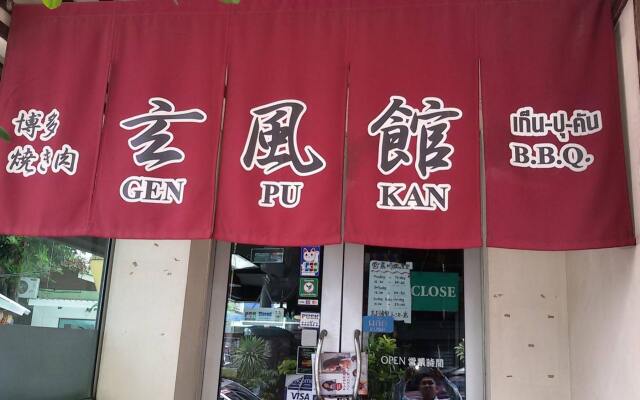 博多
焼き肉
玄風館
GEN PU KAN
เก็น-ปุ-คัน
B.B.Q.
CLOSE
OPEN 営業時間
VISA